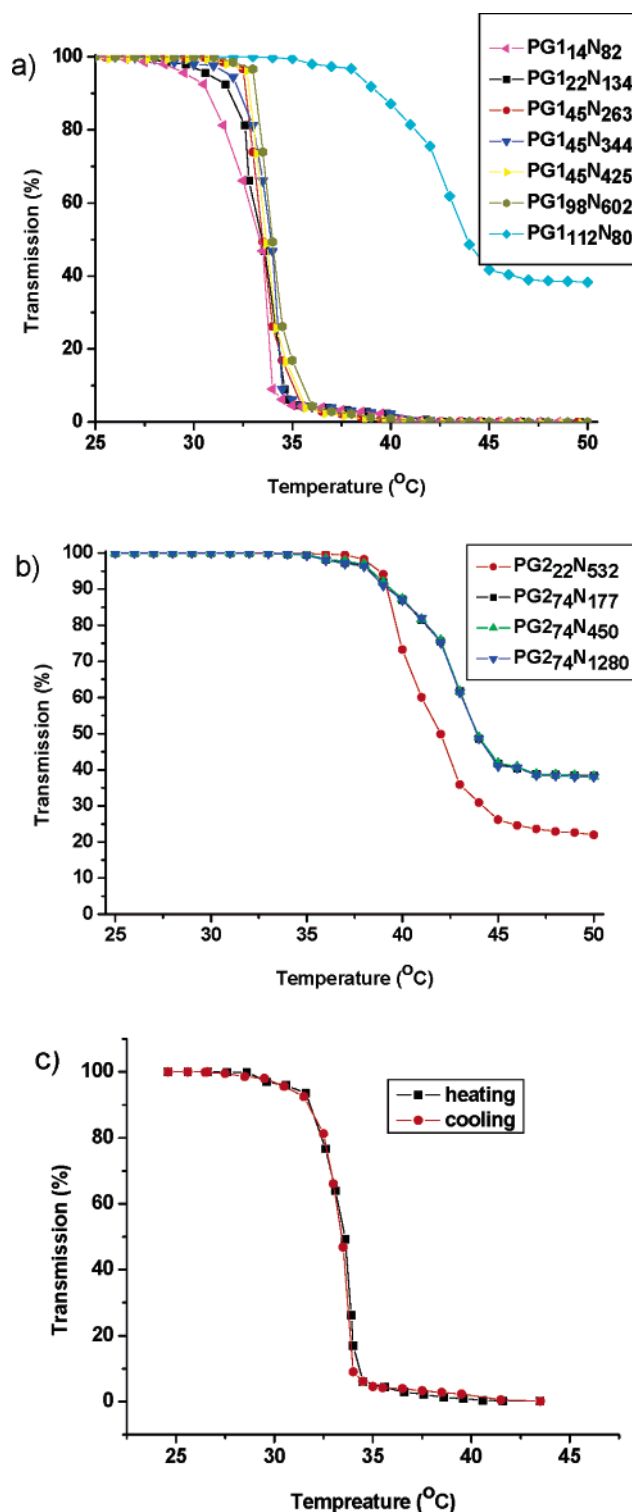 a)
Transmission (%)
100
80
60
40
20
0
25 30 35 40 45 50
Temperature (°C)
PG1₁₄N₈₂
PG1₂₂N₁₃₄
PG1₄₅N₂₆₃
PG1₄₅N₃₄₄
PG1₄₅N₄₂₅
PG1₉₈N₆₀₂
PG1₁₁₂N₈₀
b)
Transmission (%)
100
90
80
70
60
50
40
30
20
10
0
25 30 35 40 45 50
Temperature (°C)
PG2₂₂N₅₃₂
PG2₇₄N₁₇₇
PG2₇₄N₄₅₀
PG2₇₄N₁₂₈₀
c)
Transmission (%)
100
80
60
40
20
0
25 30 35 40 45
Tempreature (°C)
heating
cooling